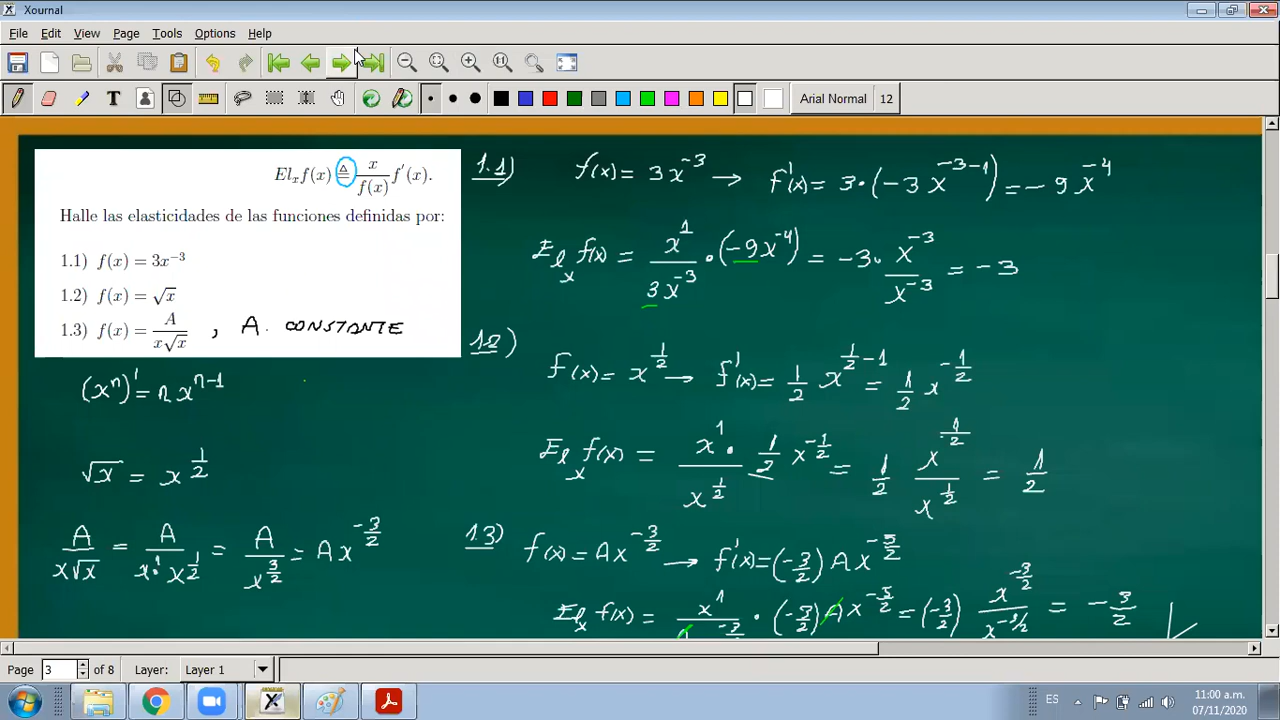 Xournal
File Edit View Page Tools Options Help
Arial Normal 12
El_x f(x) ≜ x/f(x) f'(x).
Halle las elasticidades de las funciones definidas por:
1.1) f(x) = 3x^{-3}
1.2) f(x) = √x
1.3) f(x) = A/(x√x) , A. CONSTANTE
(x^n)' = n x^{n-1}
√x = x^{1/2}
A/(x√x) = A/(x^1·x^{1/2}) = A/x^{3/2} = Ax^{-3/2}
1.1) f(x) = 3x^{-3} → f'(x) = 3·(-3x^{-3-1}) = -9x^{-4}
El_x f(x) = x^1/(3x^{-3}) · (-9x^{-4}) = -3· x^{-3}/x^{-3} = -3
1.2)
f(x) = x^{1/2} → f'(x) = 1/2 x^{1/2-1} = 1/2 x^{-1/2}
El_x f(x) = x^1/x^{1/2} · 1/2 x^{-1/2} = 1/2 x^{1/2}/x^{1/2} = 1/2
13) f(x) = Ax^{-3/2} → f'(x) = (-3/2) A x^{-5/2}
El_x f(x) = x^1/x^{-3/2} · (-3/2) A x^{-5/2} = (-3/2) x^{-3/2}/x^{-3/2} = -3/2
Page 3 of 8 Layer: Layer 1
ES 11:00 a.m.
07/11/2020